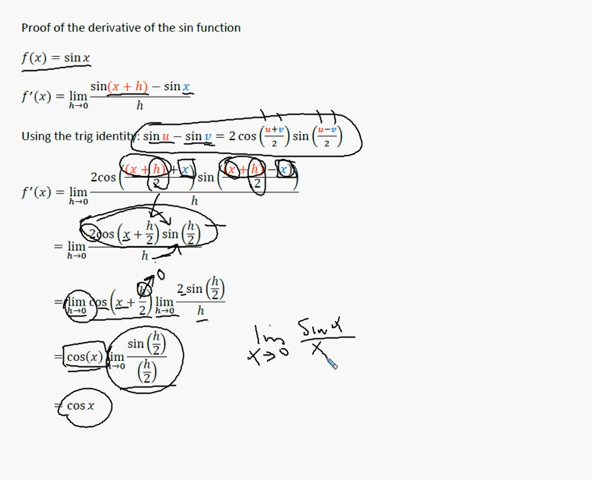 Proof of the derivative of the sin function
f(x) = sin x
f'(x) = lim h→0 sin(x + h) − sin x / h
Using the trig identity: sin u − sin v = 2 cos (u+v / 2) sin (u−v / 2)
f'(x) = lim h→0 2cos ((x + h) + x / 2) sin ((x + h) − x / 2) / h
= lim h→0 2cos (x + h/2) sin (h/2) / h
0
= lim h→0 cos (x + h/2) lim h→0 2 sin (h/2) / h
= cos(x) lim h→0 sin (h/2) / (h/2)
lim x→0 sin x / x
= cos x